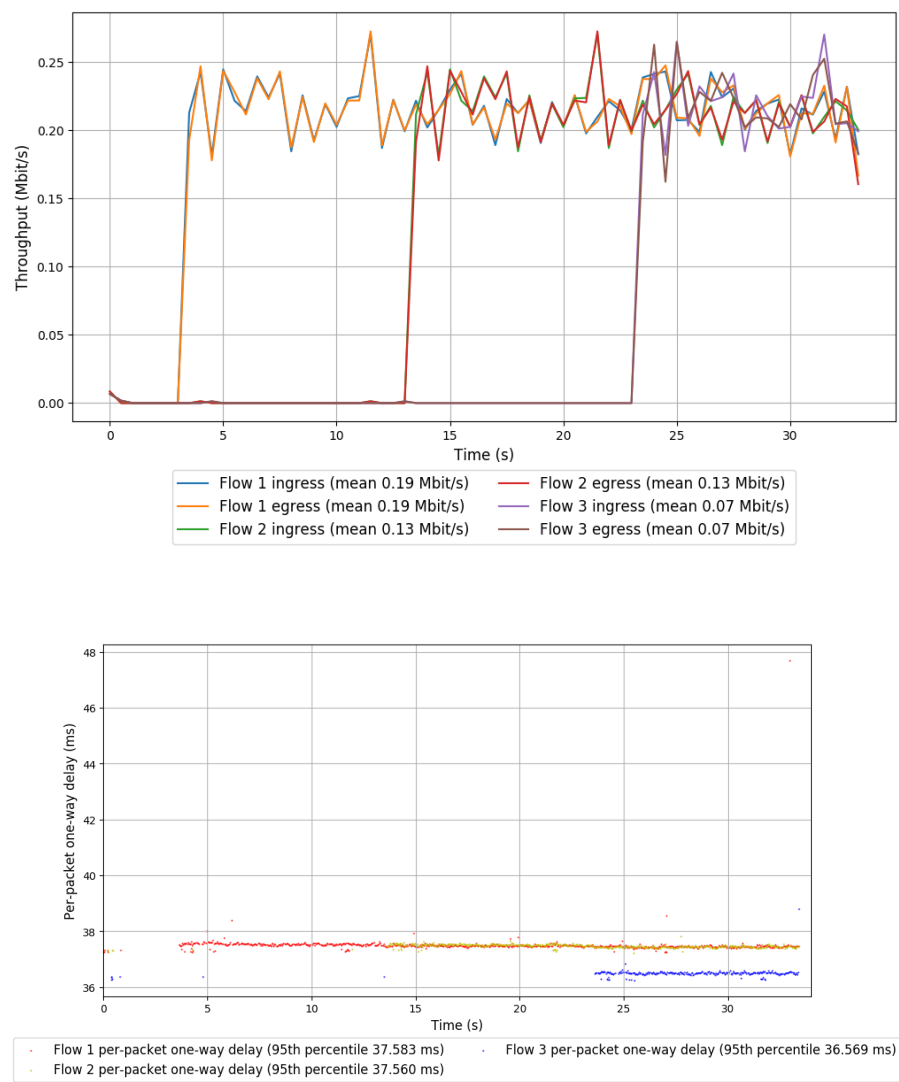 0.25
0.20
0.15
0.10
0.05
0.00
Throughput (Mbit/s)
0 5 10 15 20 25 30
Time (s)
Flow 1 ingress (mean 0.19 Mbit/s)
Flow 1 egress (mean 0.19 Mbit/s)
Flow 2 ingress (mean 0.13 Mbit/s)
Flow 2 egress (mean 0.13 Mbit/s)
Flow 3 ingress (mean 0.07 Mbit/s)
Flow 3 egress (mean 0.07 Mbit/s)
48
46
44
42
40
38
36
Per-packet one-way delay (ms)
0 5 10 15 20 25 30
Time (s)
Flow 1 per-packet one-way delay (95th percentile 37.583 ms)
Flow 2 per-packet one-way delay (95th percentile 37.560 ms)
Flow 3 per-packet one-way delay (95th percentile 36.569 ms)